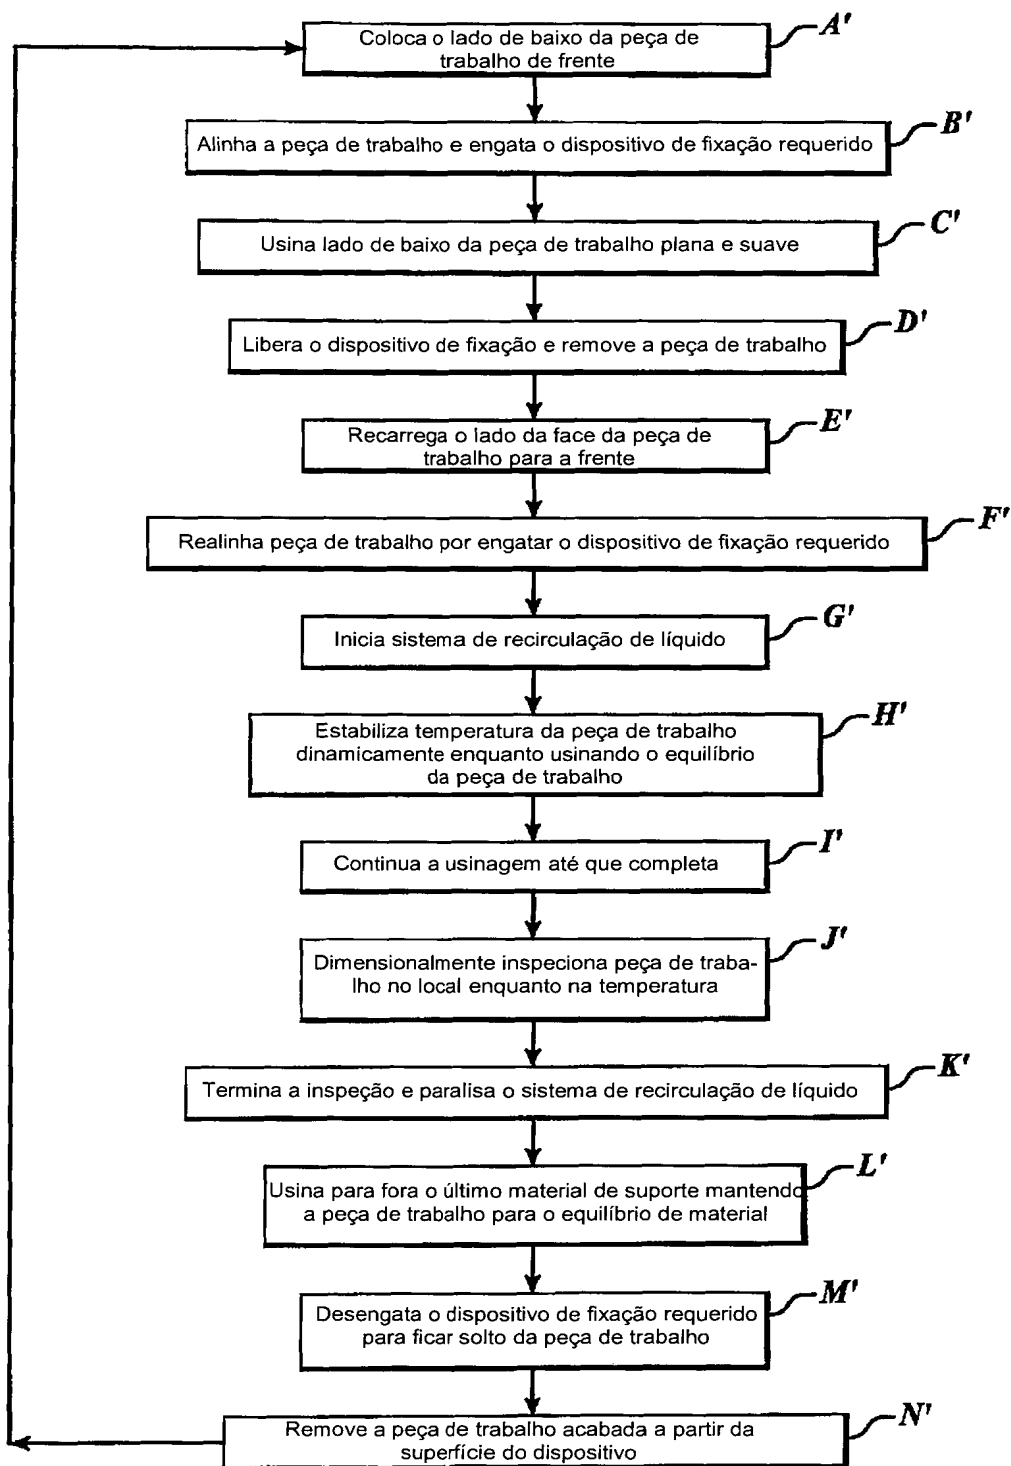 Coloca o lado de baixo da peça de
trabalho de frente
A'
Alinha a peça de trabalho e engata o dispositivo de fixação requerido
B'
Usina lado de baixo da peça de trabalho plana e suave
C'
Libera o dispositivo de fixação e remove a peça de trabalho
D'
Recarrega o lado da face da peça de
trabalho para a frente
E'
Realinha peça de trabalho por engatar o dispositivo de fixação requerido
F'
Inicia sistema de recirculação de líquido
G'
Estabiliza temperatura da peça de trabalho
dinamicamente enquanto usinando o equilíbrio
da peça de trabalho
H'
Continua a usinagem até que completa
I'
Dimensionalmente inspeciona peça de traba-
lho no local enquanto na temperatura
J'
Termina a inspeção e paralisa o sistema de recirculação de líquido
K'
Usina para fora o último material de suporte mantendo
a peça de trabalho para o equilíbrio de material
L'
Desengata o dispositivo de fixação requerido
para ficar solto da peça de trabalho
M'
Remove a peça de trabalho acabada a partir da
superfície do dispositivo
N'